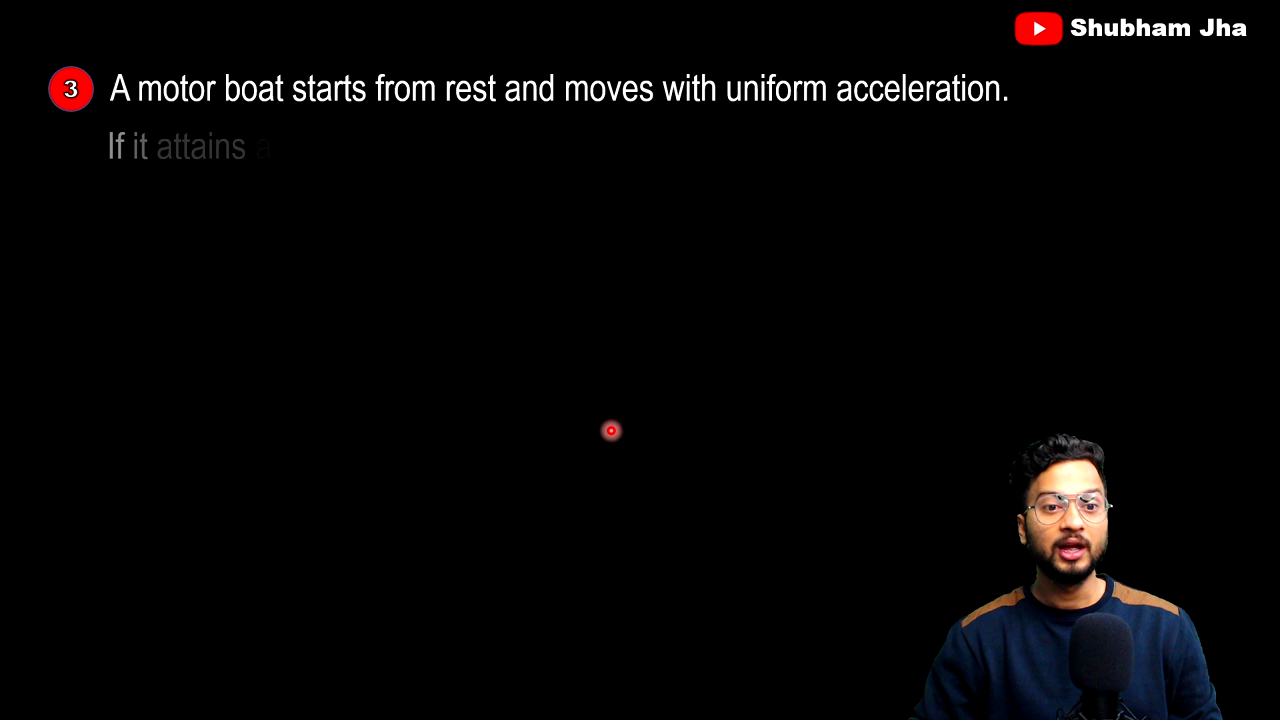 Shubham Jha
3 A motor boat starts from rest and moves with uniform acceleration.
If it attains a